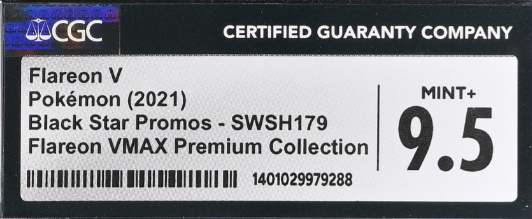 CGC
CERTIFIED GUARANTY COMPANY
Flareon V
Pokémon (2021)
Black Star Promos - SWSH179
Flareon VMAX Premium Collection
1401029979288
MINT+
9.5